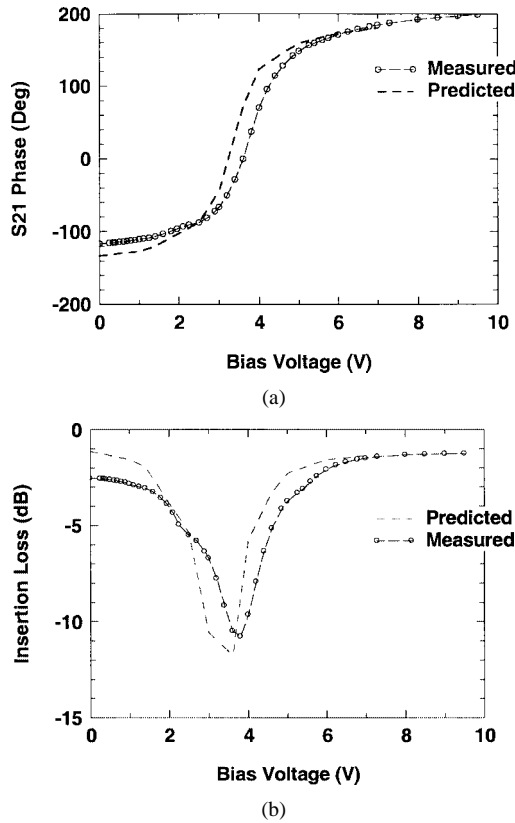 200
100
0
-100
-200
S21 Phase (Deg)
Measured
Predicted
0 2 4 6 8 10
Bias Voltage (V)
(a)
0
-5
-10
-15
Insertion Loss (dB)
Predicted
Measured
0 2 4 6 8 10
Bias Voltage (V)
(b)